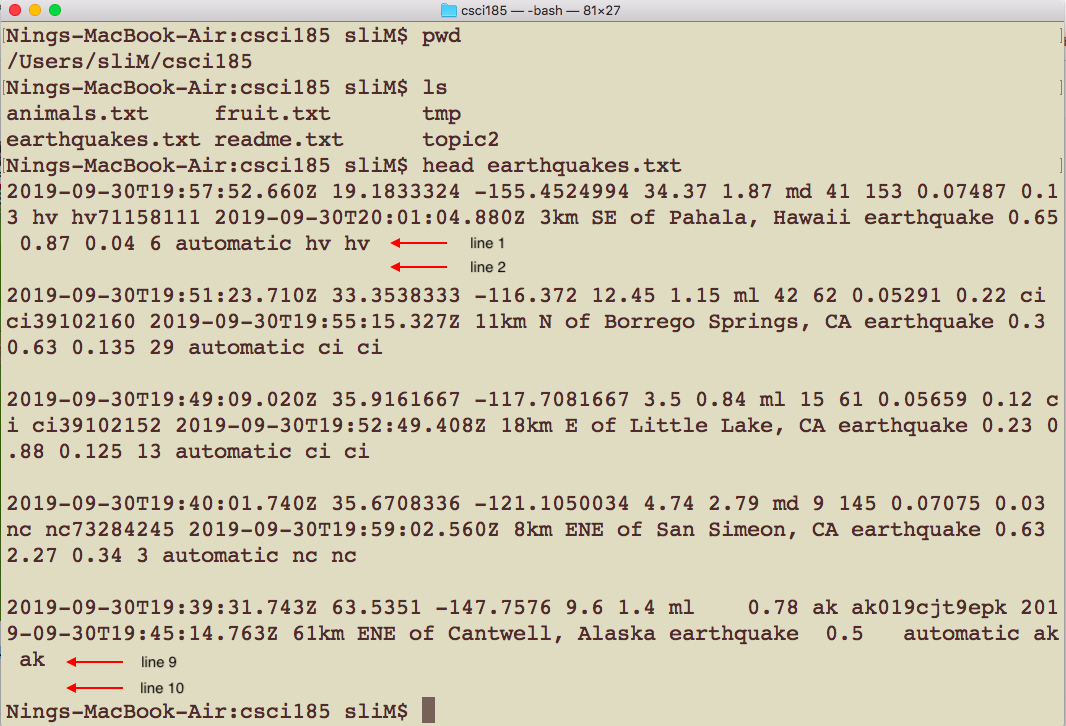 csci185 — -bash — 81×27
Nings-MacBook-Air:csci185 sliM$ pwd
/Users/sliM/csci185
Nings-MacBook-Air:csci185 sliM$ ls
animals.txt fruit.txt tmp
earthquakes.txt readme.txt topic2
Nings-MacBook-Air:csci185 sliM$ head earthquakes.txt
2019-09-30T19:57:52.660Z 19.1833324 -155.4524994 34.37 1.87 md 41 153 0.07487 0.1
3 hv hv71158111 2019-09-30T20:01:04.880Z 3km SE of Pahala, Hawaii earthquake 0.65
0.87 0.04 6 automatic hv hv line 1
line 2
2019-09-30T19:51:23.710Z 33.3538333 -116.372 12.45 1.15 ml 42 62 0.05291 0.22 ci
ci39102160 2019-09-30T19:55:15.327Z 11km N of Borrego Springs, CA earthquake 0.3
0.63 0.135 29 automatic ci ci
2019-09-30T19:49:09.020Z 35.9161667 -117.7081667 3.5 0.84 ml 15 61 0.05659 0.12 c
i ci39102152 2019-09-30T19:52:49.408Z 18km E of Little Lake, CA earthquake 0.23 0
.88 0.125 13 automatic ci ci
2019-09-30T19:40:01.740Z 35.6708336 -121.1050034 4.74 2.79 md 9 145 0.07075 0.03
nc nc73284245 2019-09-30T19:59:02.560Z 8km ENE of San Simeon, CA earthquake 0.63
2.27 0.34 3 automatic nc nc
2019-09-30T19:39:31.743Z 63.5351 -147.7576 9.6 1.4 ml 0.78 ak ak019cjt9epk 201
9-09-30T19:45:14.763Z 61km ENE of Cantwell, Alaska earthquake 0.5 automatic ak
ak line 9
line 10
Nings-MacBook-Air:csci185 sliM$